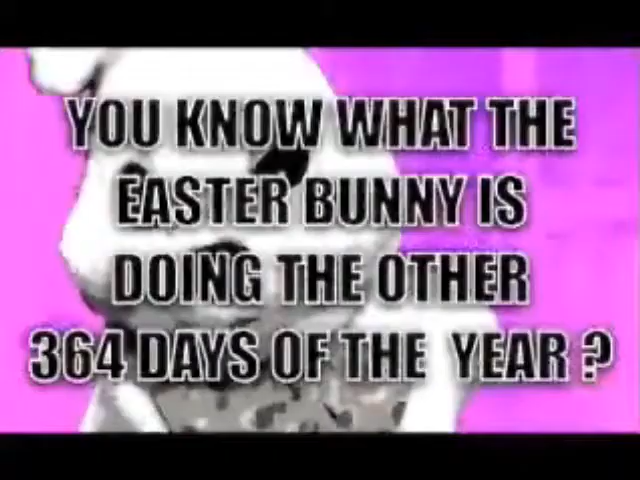 YOU KNOW WHAT THE
EASTER BUNNY IS
DOING THE OTHER
364 DAYS OF THE YEAR ?